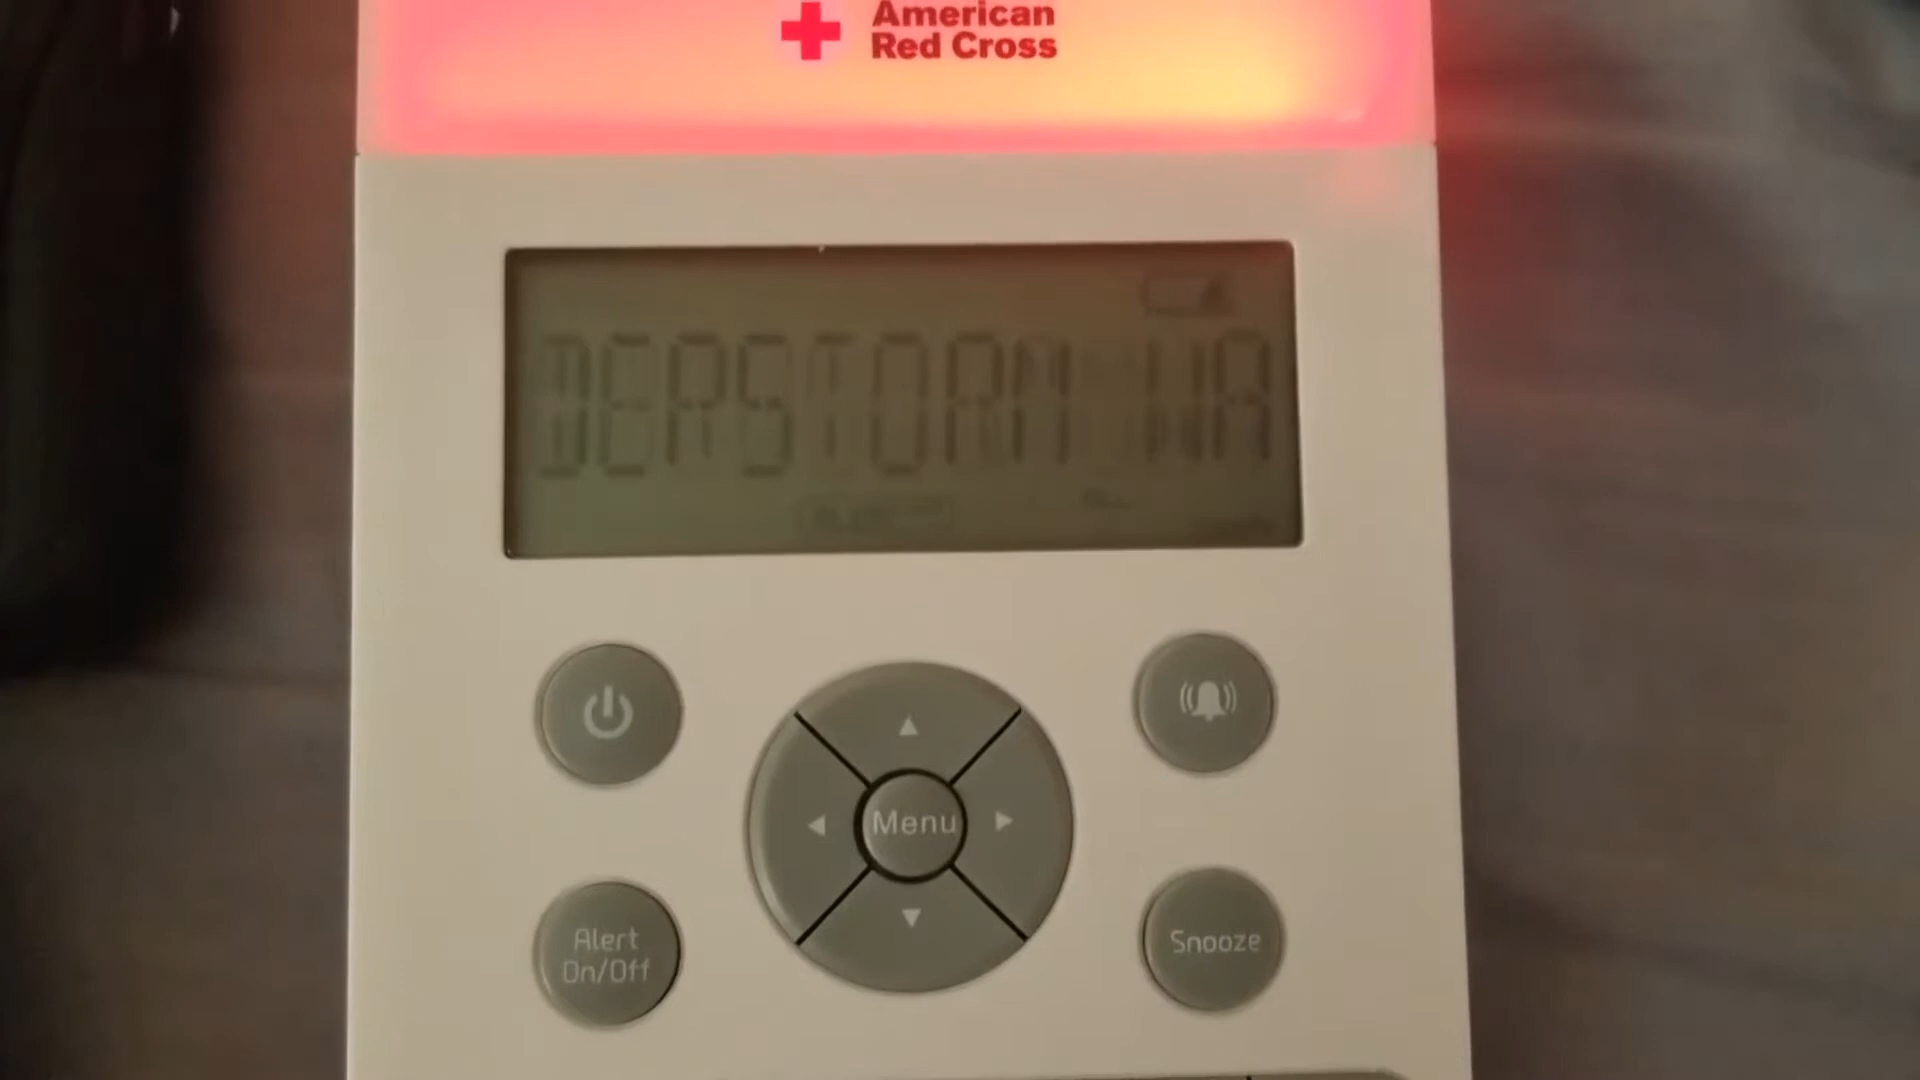 American
Red Cross
DERSTORM WA
Menu
Alert
On/Off
Snooze